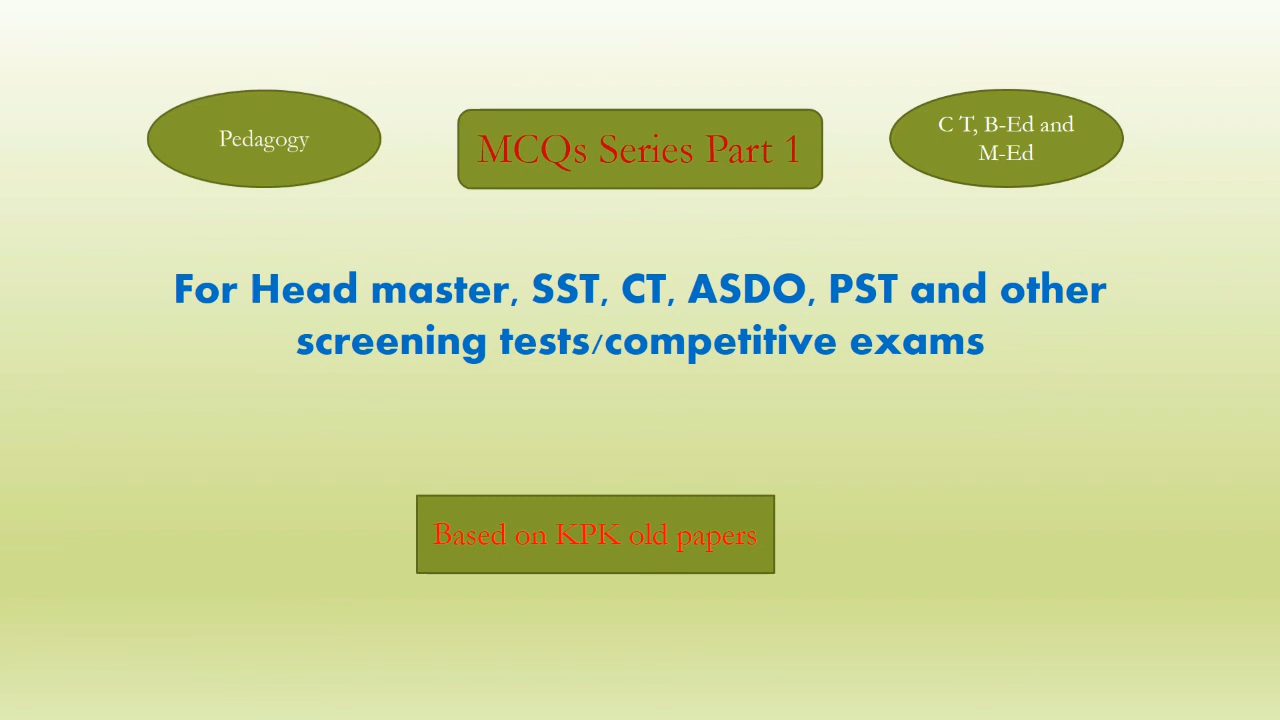 Pedagogy
MCQs Series Part 1
C T, B-Ed and
M-Ed
For Head master, SST, CT, ASDO, PST and other
screening tests/competitive exams
Based on KPK old papers